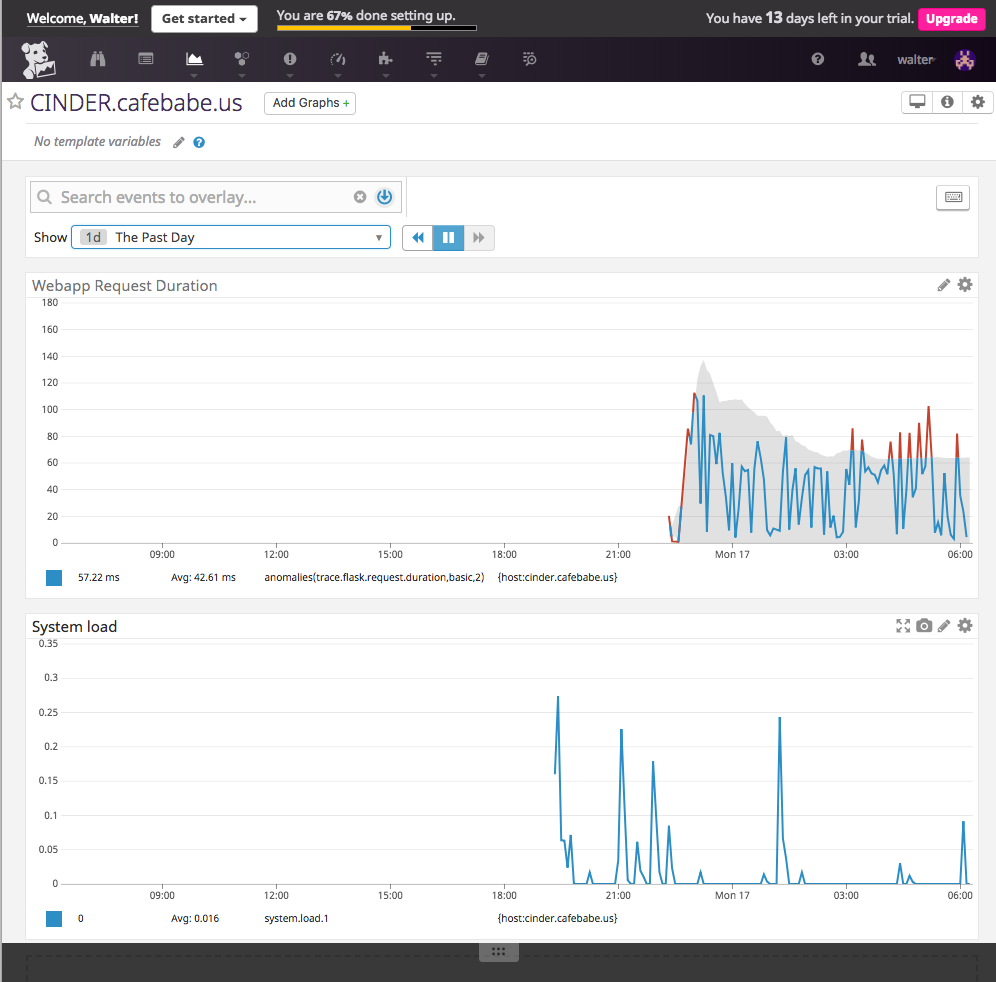 Welcome, Walter!
Get started
You are 67% done setting up.
You have 13 days left in your trial.
Upgrade
walter
CINDER.cafebabe.us
Add Graphs +
No template variables
Search events to overlay...
Show 1d The Past Day
Webapp Request Duration
180
160
140
120
100
80
60
40
20
0
09:00 12:00 15:00 18:00 21:00 Mon 17 03:00 06:00
57.22 ms Avg: 42.61 ms anomalies(trace.flask.request.duration,basic,2) {host:cinder.cafebabe.us}
System load
0.35
0.3
0.25
0.2
0.15
0.1
0.05
0
09:00 12:00 15:00 18:00 21:00 Mon 17 03:00 06:00
0 Avg: 0.016 system.load.1 {host:cinder.cafebabe.us}